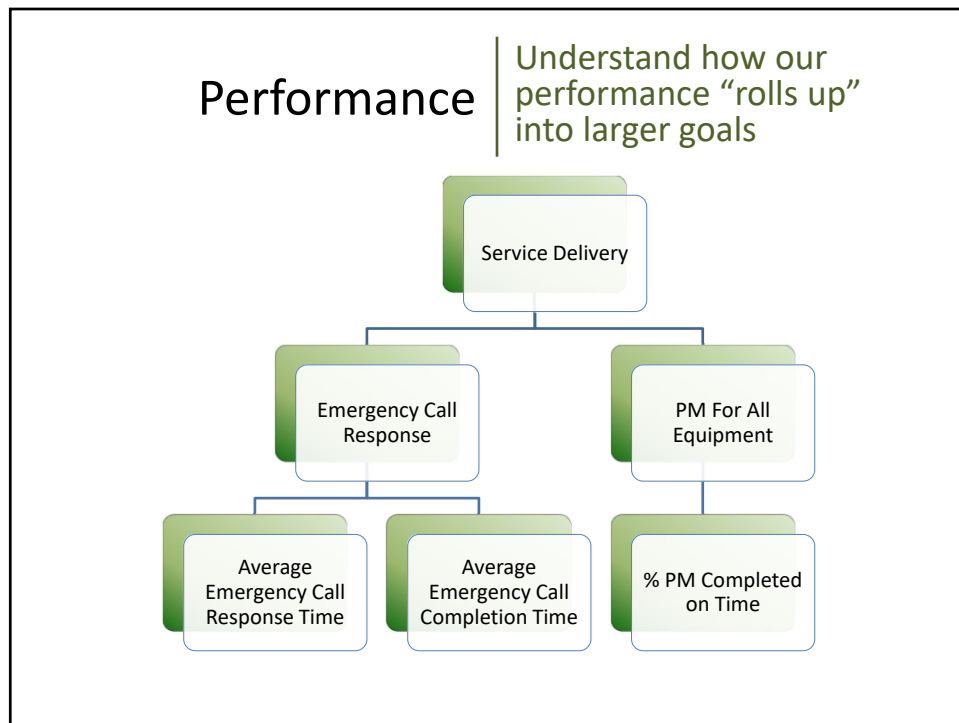 Performance
Understand how our
performance “rolls up”
into larger goals
Service Delivery
Emergency Call
Response
PM For All
Equipment
Average
Emergency Call
Response Time
Average
Emergency Call
Completion Time
% PM Completed
on Time